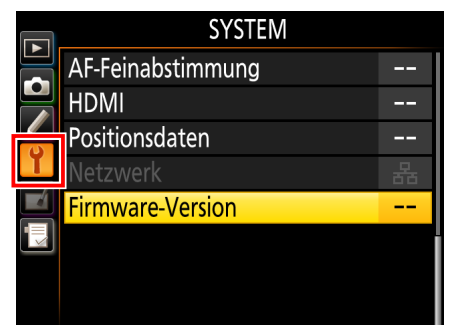 SYSTEM
AF-Feinabstimmung --
HDMI --
Positionsdaten --
Netzwerk
Firmware-Version --